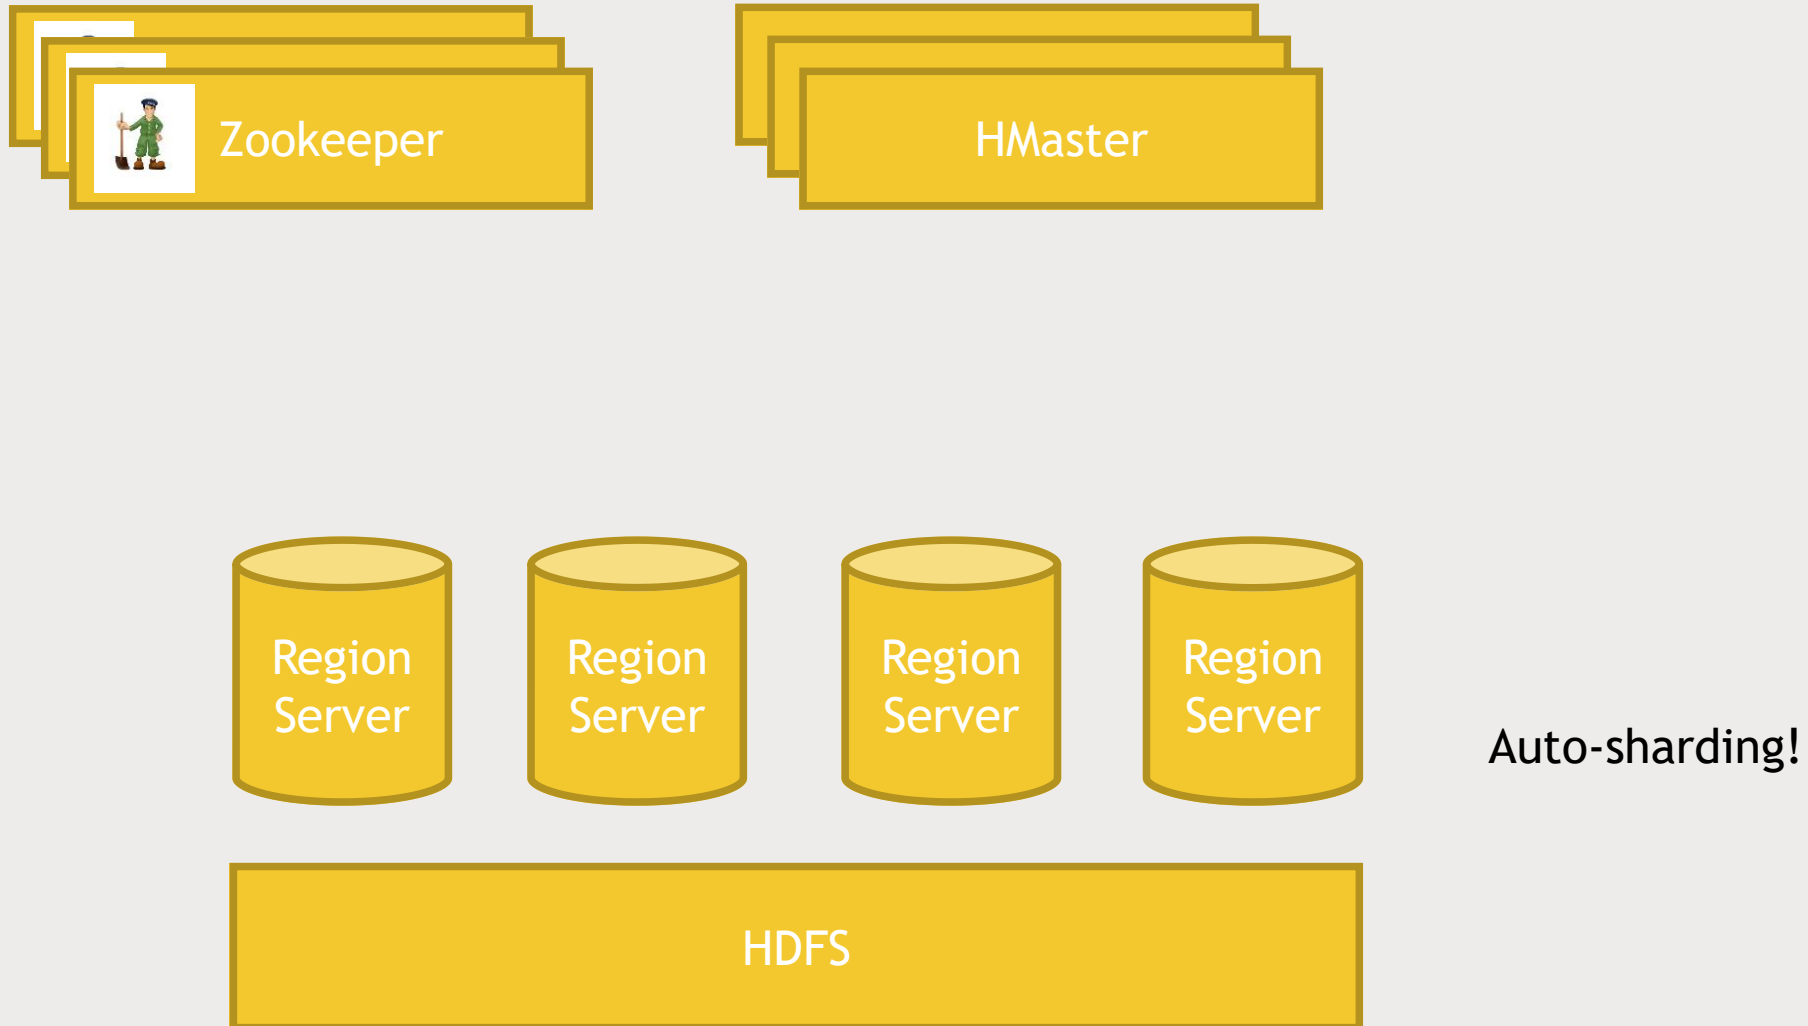 Zookeeper
HMaster
Region
Server
Region
Server
Region
Server
Region
Server
Auto-sharding!
HDFS